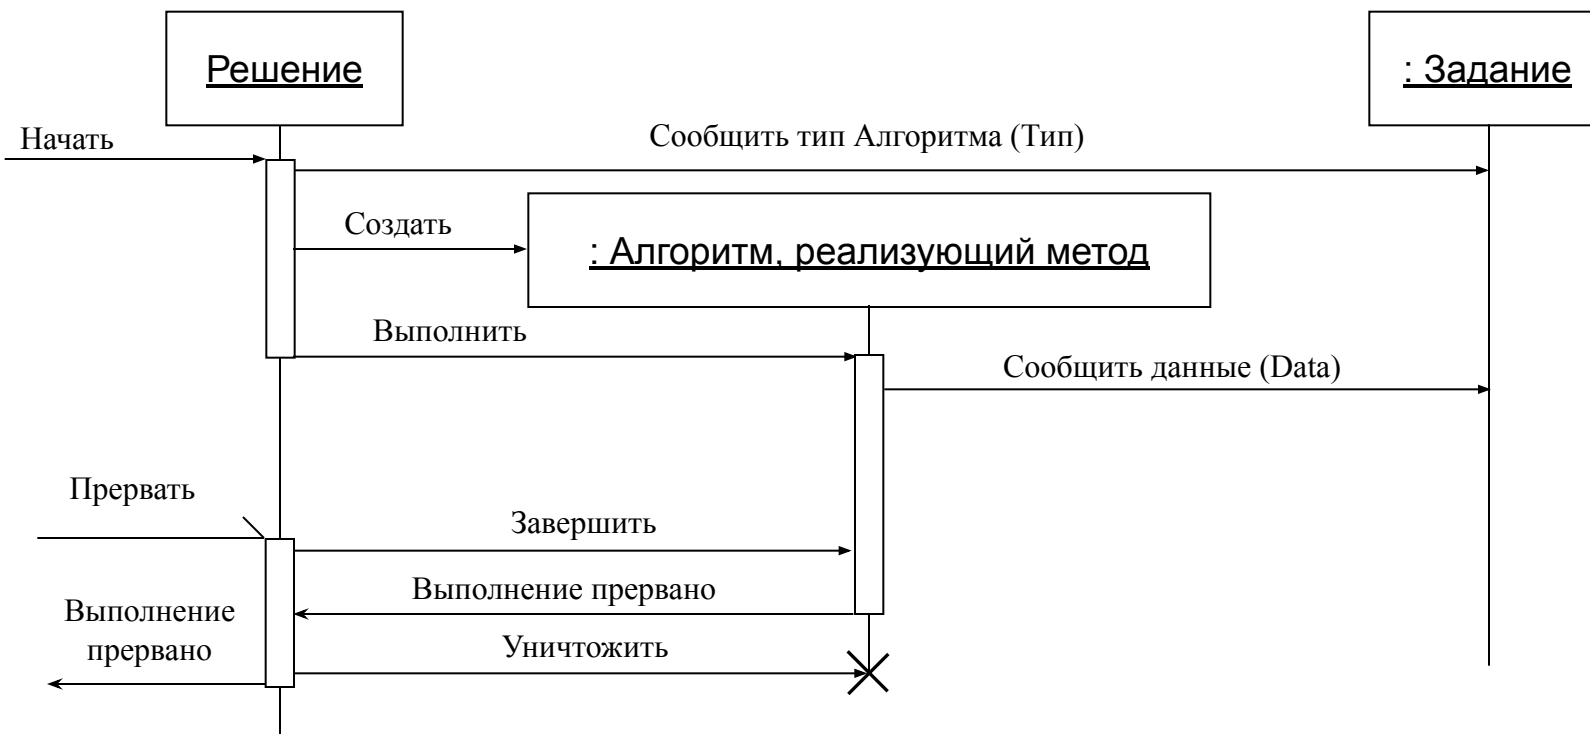 Решение
: Задание
Начать
Сообщить тип Алгоритма (Тип)
Создать
: Алгоритм, реализующий метод
Выполнить
Сообщить данные (Data)
Прервать
Завершить
Выполнение прервано
Выполнение
прервано
Уничтожить